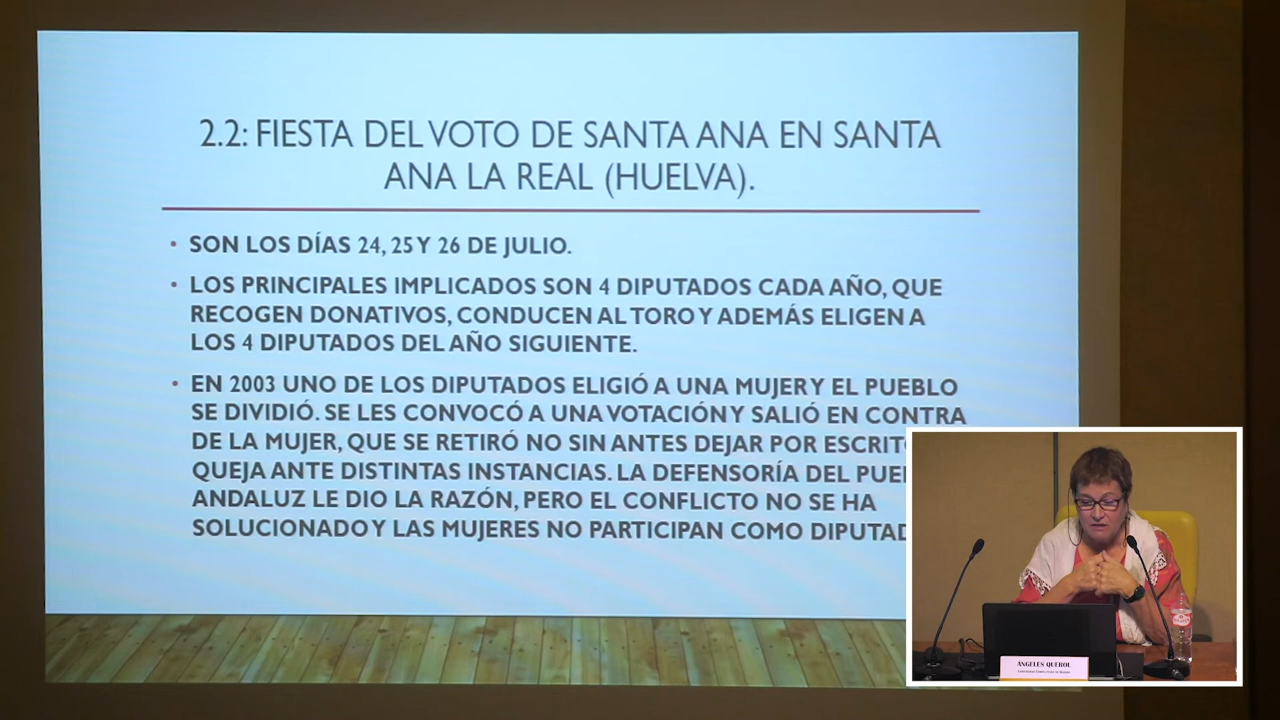 2.2: FIESTA DEL VOTO DE SANTA ANA EN SANTA
ANA LA REAL (HUELVA).
• SON LOS DÍAS 24, 25 Y 26 DE JULIO.
• LOS PRINCIPALES IMPLICADOS SON 4 DIPUTADOS CADA AÑO, QUE
RECOGEN DONATIVOS, CONDUCEN AL TORO Y ADEMÁS ELIGEN A
LOS 4 DIPUTADOS DEL AÑO SIGUIENTE.
• EN 2003 UNO DE LOS DIPUTADOS ELIGIÓ A UNA MUJER Y EL PUEBLO
SE DIVIDIÓ. SE LES CONVOCÓ A UNA VOTACIÓN Y SALIÓ EN CONTRA
DE LA MUJER, QUE SE RETIRÓ NO SIN ANTES DEJAR POR ESCRITO
QUEJA ANTE DISTINTAS INSTANCIAS. LA DEFENSORÍA DEL PUE
ANDALUZ LE DIO LA RAZÓN, PERO EL CONFLICTO NO SE HA
SOLUCIONADO Y LAS MUJERES NO PARTICIPAN COMO DIPUTAD
ÁNGELES QUEROL